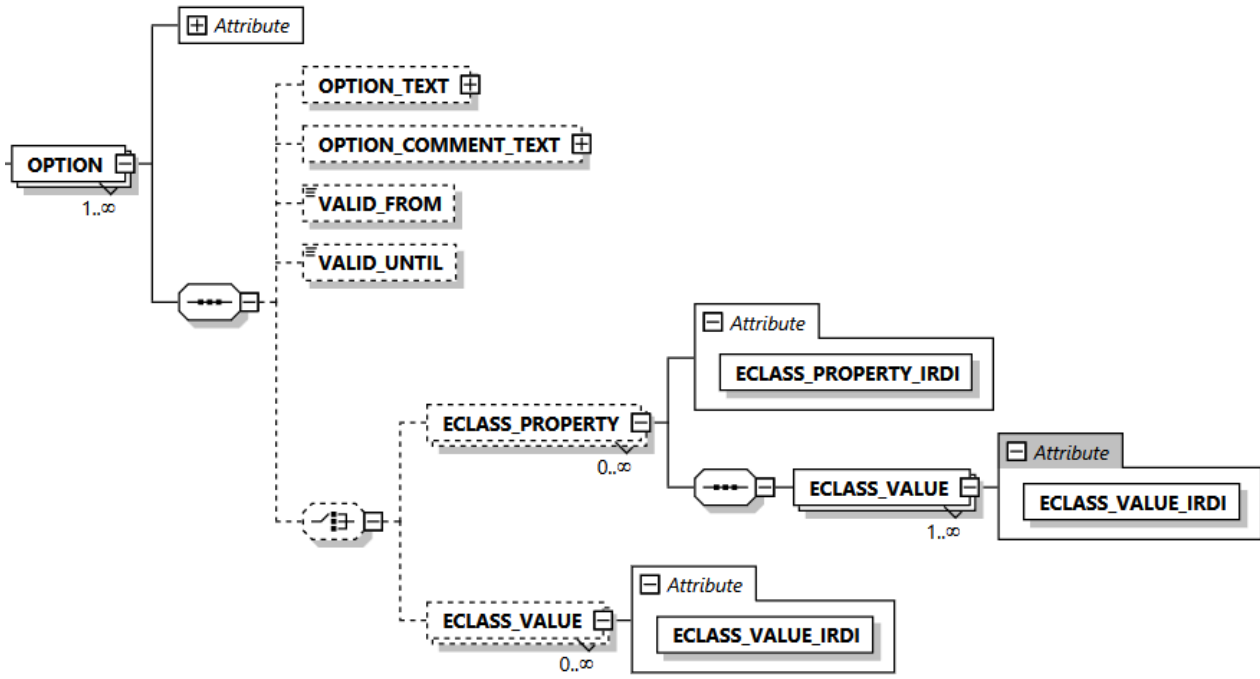 Attribute
OPTION_TEXT
OPTION_COMMENT_TEXT
OPTION
1..∞
VALID_FROM
VALID_UNTIL
Attribute
ECLASS_PROPERTY_IRDI
ECLASS_PROPERTY
0..∞
Attribute
ECLASS_VALUE
1..∞
ECLASS_VALUE_IRDI
Attribute
ECLASS_VALUE
0..∞
ECLASS_VALUE_IRDI